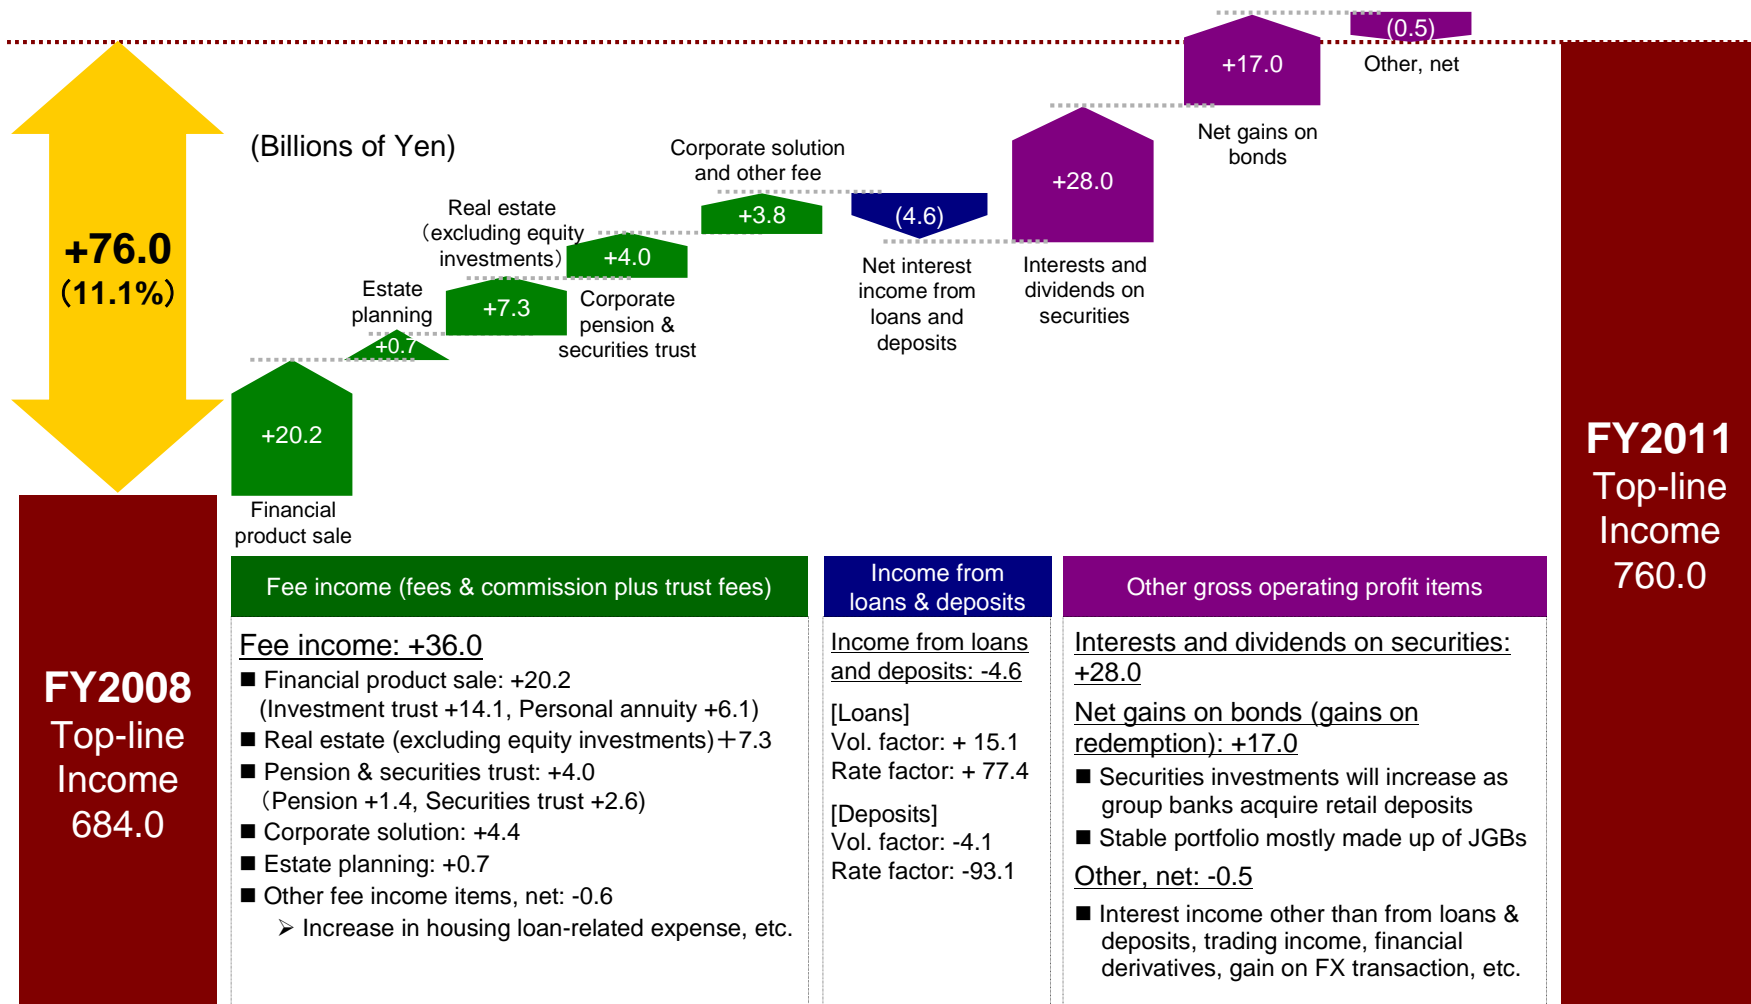 (0.5)
Other, net
+17.0
Net gains on
bonds
(Billions of Yen)
Corporate solution
and other fee
+28.0
Interests and
dividends on
securities
+3.8
(4.6)
Net interest
income from
loans and
deposits
Real estate
(excluding equity
investments)
+4.0
Corporate
pension &
securities trust
+7.3
Estate
planning
+0.7
+20.2
Financial
product sale
+76.0
(11.1%)
FY2008
Top-line
Income
684.0
FY2011
Top-line
Income
760.0
Fee income (fees & commission plus trust fees)
Fee income: +36.0
■ Financial product sale: +20.2
(Investment trust +14.1, Personal annuity +6.1)
■ Real estate (excluding equity investments)+7.3
■ Pension & securities trust: +4.0
(Pension +1.4, Securities trust +2.6)
■ Corporate solution: +4.4
■ Estate planning: +0.7
■ Other fee income items, net: -0.6
➢ Increase in housing loan-related expense, etc.
Income from
loans & deposits
Income from loans
and deposits: -4.6
[Loans]
Vol. factor: + 15.1
Rate factor: + 77.4
[Deposits]
Vol. factor: -4.1
Rate factor: -93.1
Other gross operating profit items
Interests and dividends on securities:
+28.0
Net gains on bonds (gains on
redemption): +17.0
■ Securities investments will increase as
group banks acquire retail deposits
■ Stable portfolio mostly made up of JGBs
Other, net: -0.5
■ Interest income other than from loans &
deposits, trading income, financial
derivatives, gain on FX transaction, etc.